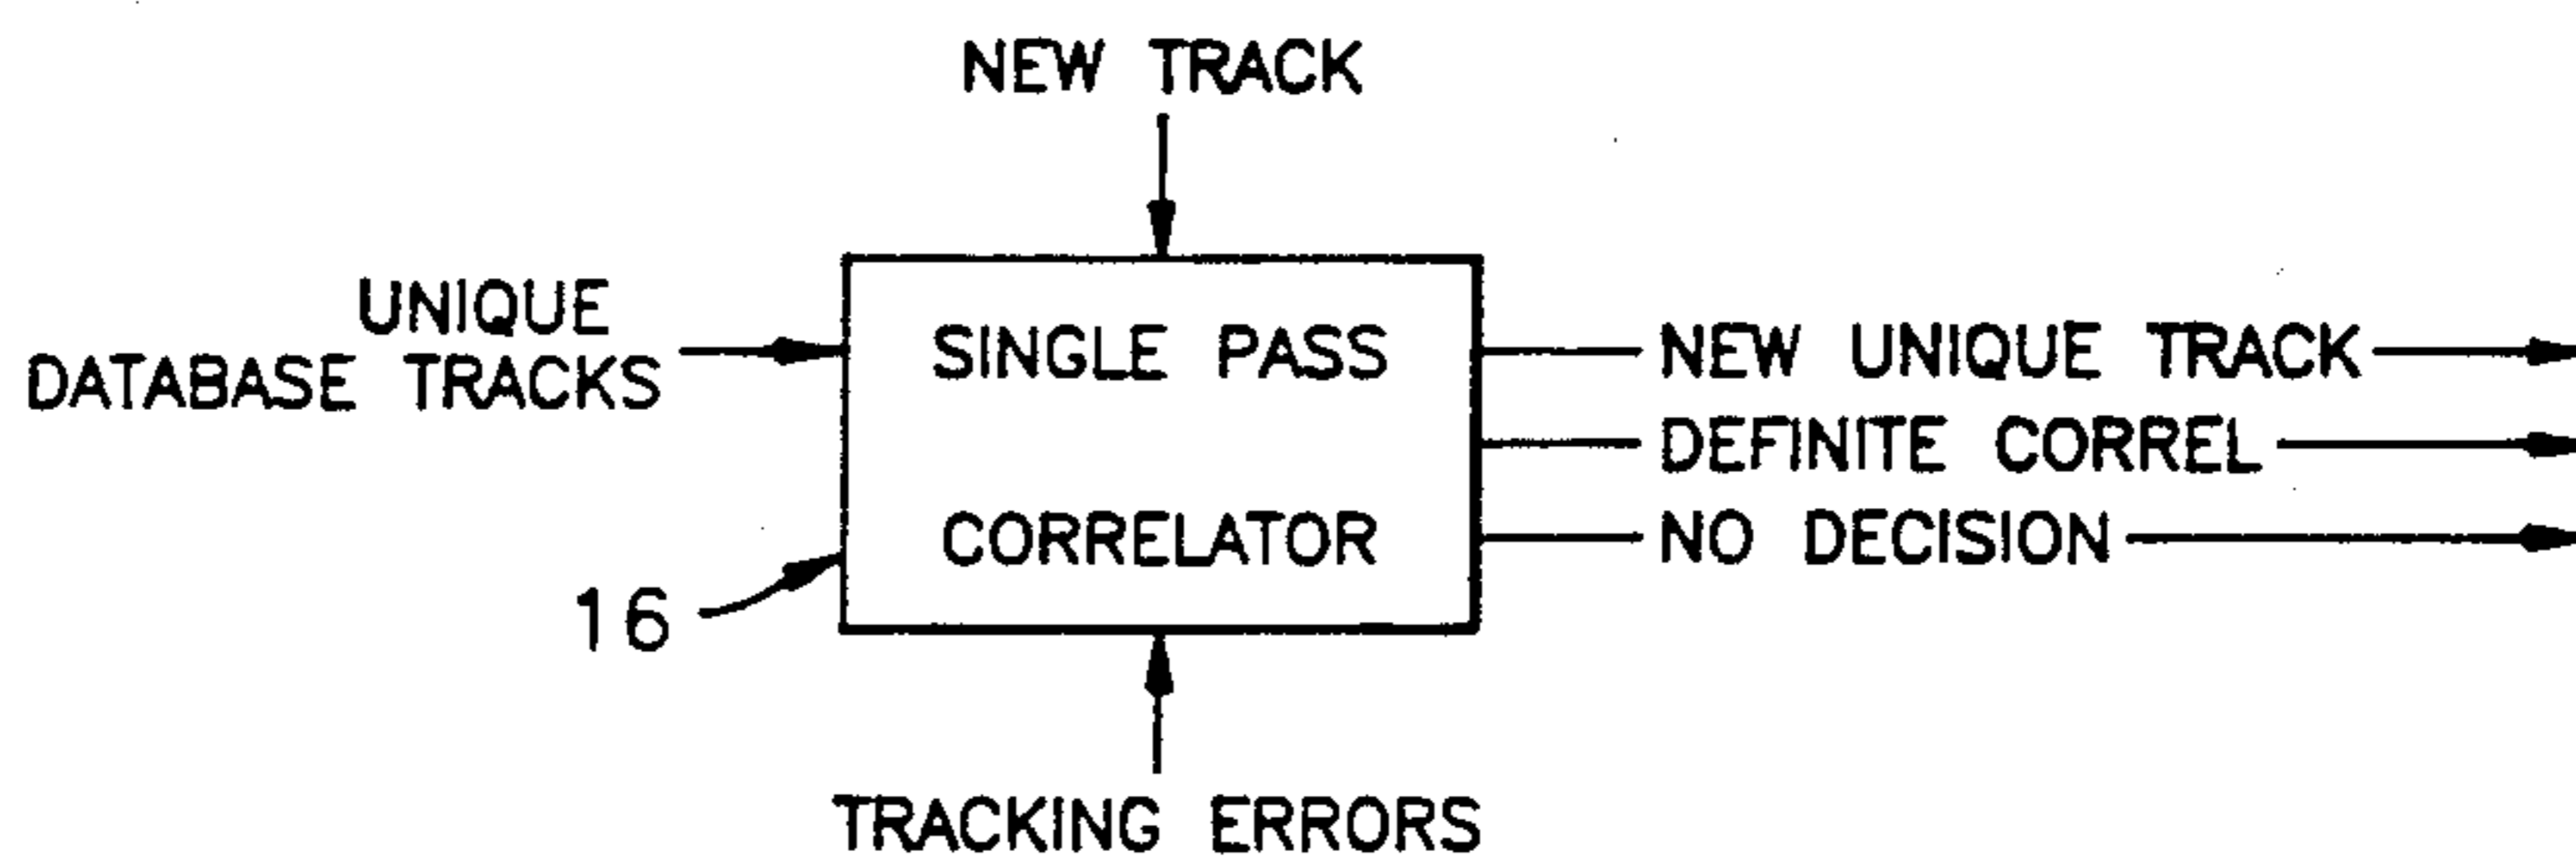 NEW TRACK
UNIQUE
DATABASE TRACKS
SINGLE PASS
CORRELATOR
NEW UNIQUE TRACK
DEFINITE CORREL
NO DECISION
16
TRACKING ERRORS